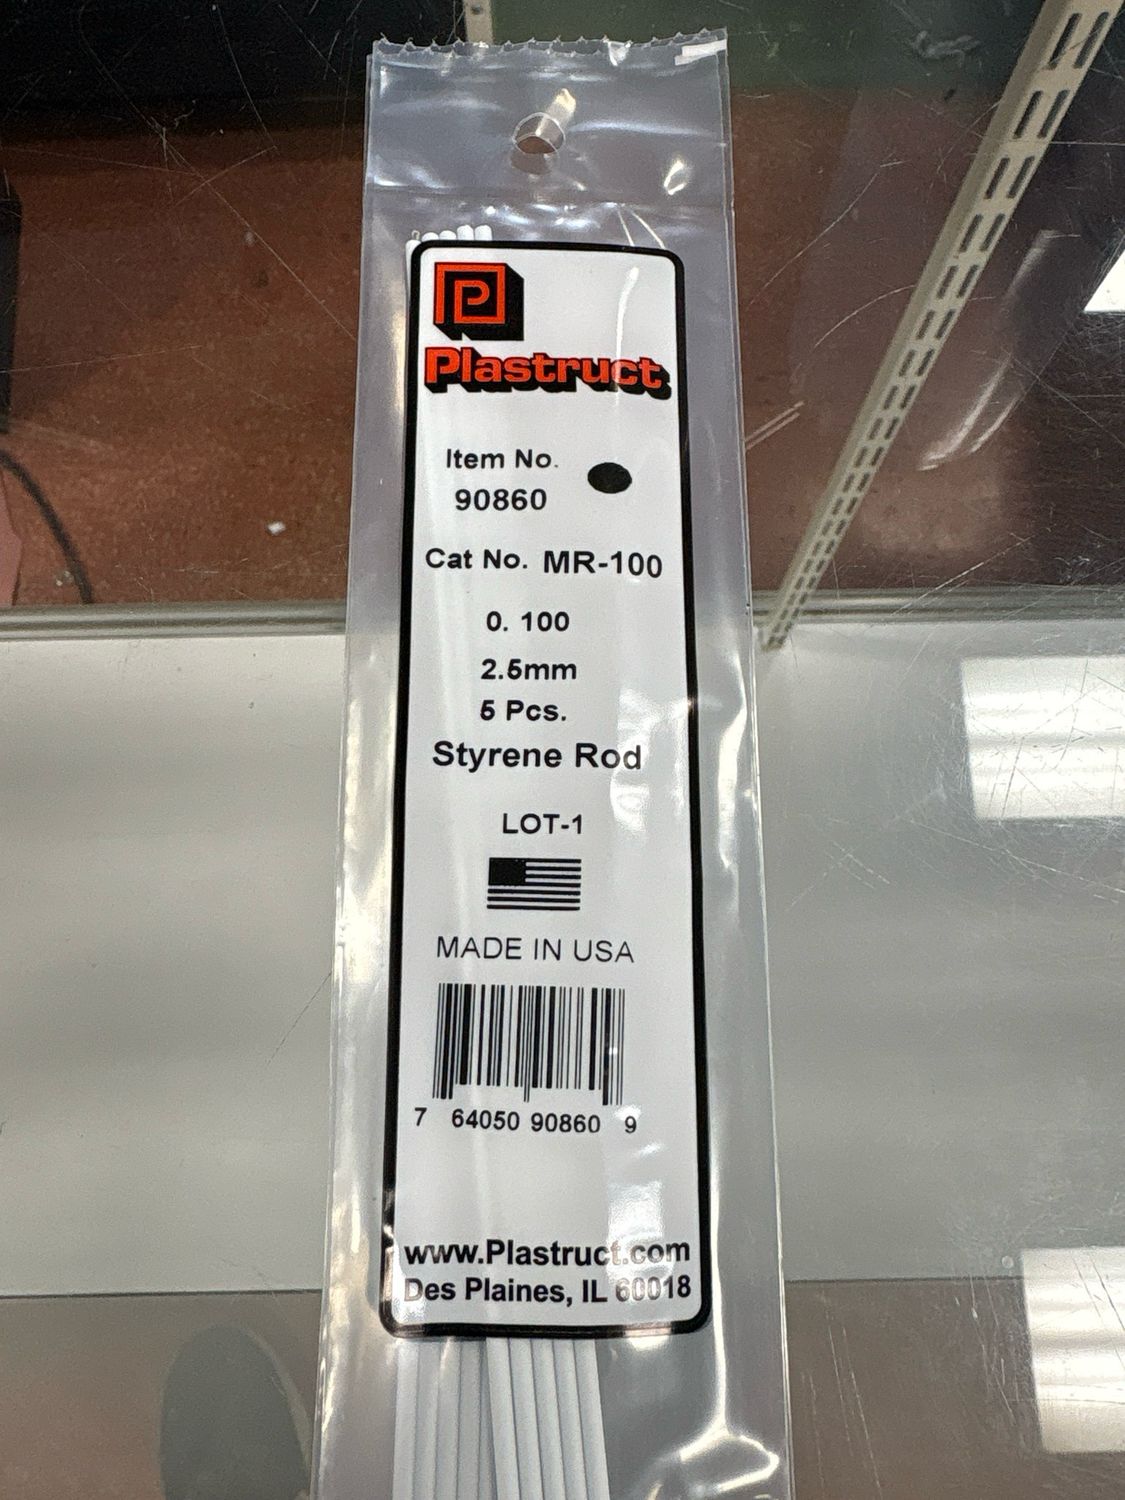 P
Plastruct
Item No.
90860
Cat No. MR-100
0. 100
2.5mm
5 Pcs.
Styrene Rod
LOT-1
MADE IN USA
7 64050 90860 9
www.Plastruct.com
Des Plaines, IL 60018